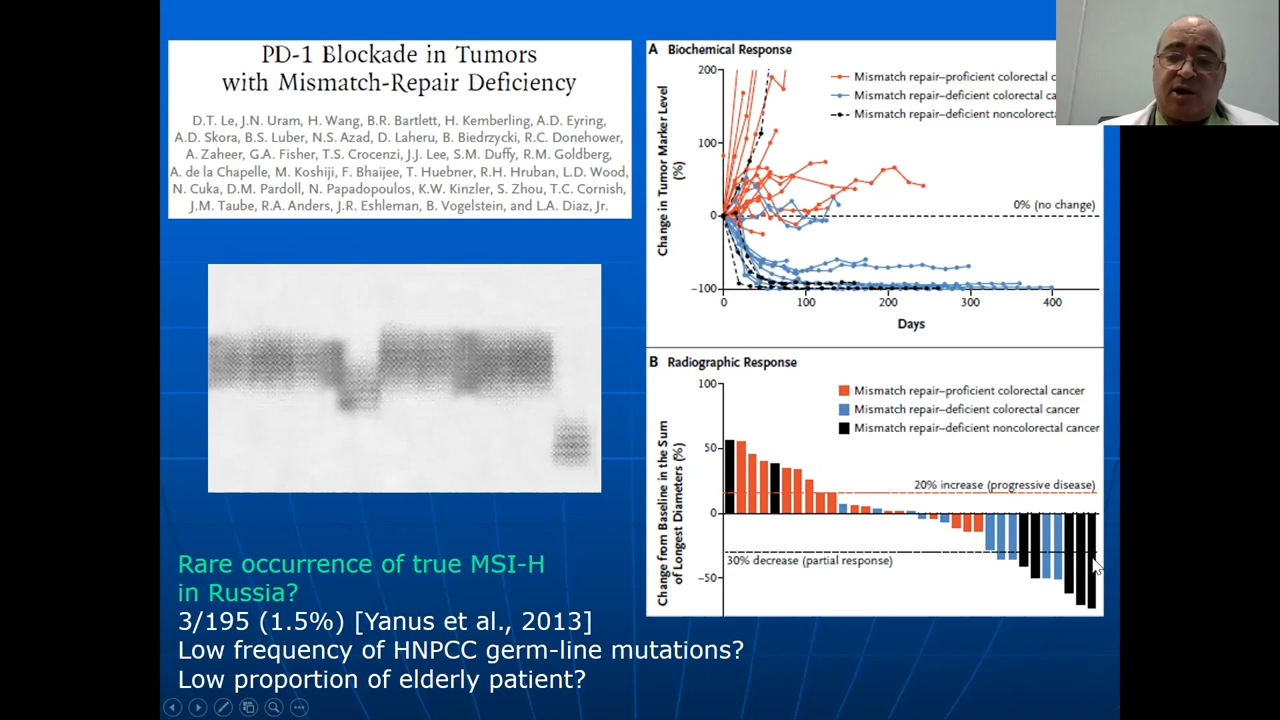 PD-1 Blockade in Tumors
with Mismatch-Repair Deficiency
D.T. Le, J.N. Uram, H. Wang, B.R. Bartlett, H. Kemberling, A.D. Eyring,
A.D. Skora, B.S. Luber, N.S. Azad, D. Laheru, B. Biedrzycki, R.C. Donehower,
A. Zaheer, G.A. Fisher, T.S. Crocenzi, J.J. Lee, S.M. Duffy, R.M. Goldberg,
A. de la Chapelle, M. Koshiji, F. Bhaijee, T. Huebner, R.H. Hruban, L.D. Wood,
N. Cuka, D.M. Pardoll, N. Papadopoulos, K.W. Kinzler, S. Zhou, T.C. Cornish,
J.M. Taube, R.A. Anders, J.R. Eshleman, B. Vogelstein, and L.A. Diaz, Jr.
Rare occurrence of true MSI-H
in Russia?
3/195 (1.5%) [Yanus et al., 2013]
Low frequency of HNPCC germ-line mutations?
Low proportion of elderly patient?
A Biochemical Response
Change in Tumor Marker Level
(%)
200
100
0
−100
Mismatch repair–proficient colorectal c
Mismatch repair–deficient colorectal ca
Mismatch repair–deficient noncolorecta
0% (no change)
0
100
200
300
400
Days
B Radiographic Response
Change from Baseline in the Sum
of Longest Diameters (%)
100
50
0
−50
Mismatch repair–proficient colorectal cancer
Mismatch repair–deficient colorectal cancer
Mismatch repair–deficient noncolorectal cancer
20% increase (progressive disease)
30% decrease (partial response)